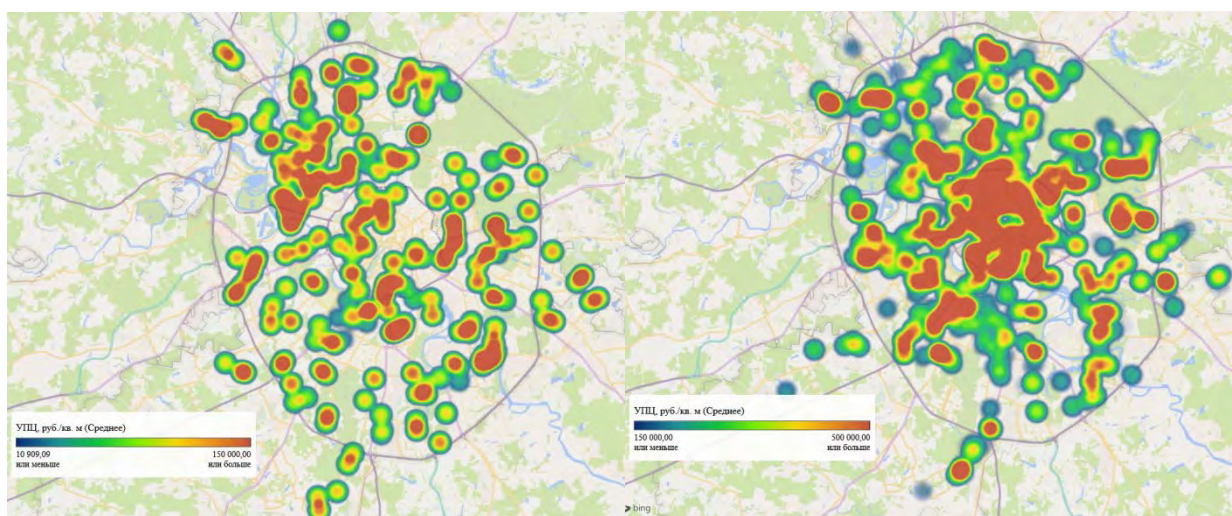 УПЦ, руб./кв. м (Среднее)
10 909,09
или меньше
150 000,00
или больше
УПЦ, руб./кв. м (Среднее)
150 000,00
или меньше
500 000,00
или больше
bing